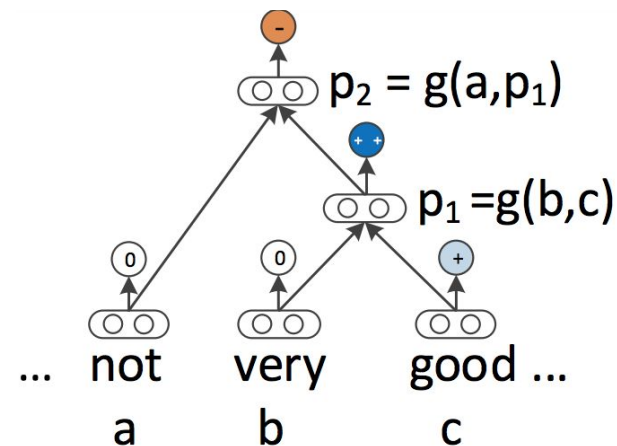 -
p₂ = g(a,p₁)
+ +
p₁ =g(b,c)
0 0 +
... not very good ...
a b c